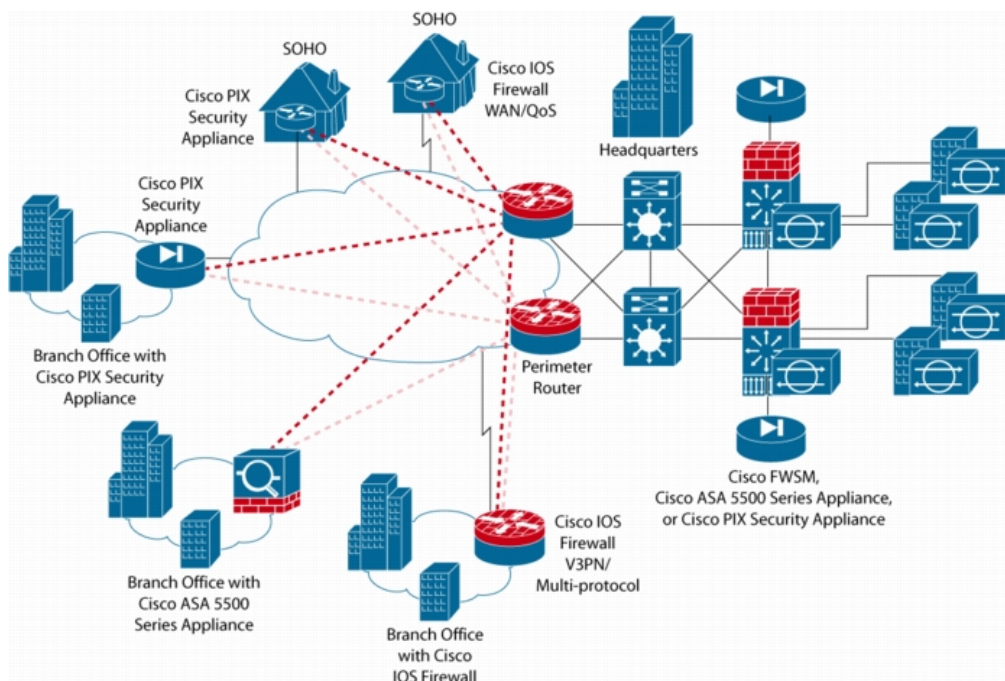 SOHO
Cisco PIX
Security
Appliance
SOHO
Cisco IOS
Firewall
WAN/QoS
Headquarters
Cisco PIX
Security
Appliance
Branch Office with
Cisco PIX Security
Appliance
Perimeter
Router
Cisco FWSM,
Cisco ASA 5500 Series Appliance,
or Cisco PIX Security Appliance
Branch Office with
Cisco ASA 5500
Series Appliance
Cisco IOS
Firewall
V3PN/
Multi-protocol
Branch Office
with Cisco
IOS Firewall